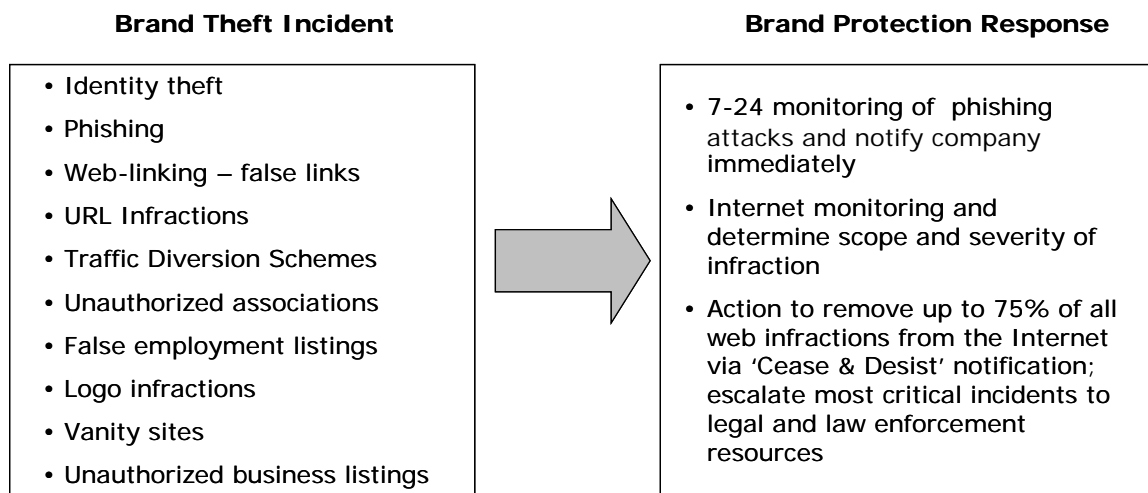 Brand Theft Incident
• Identity theft
• Phishing
• Web-linking – false links
• URL Infractions
• Traffic Diversion Schemes
• Unauthorized associations
• False employment listings
• Logo infractions
• Vanity sites
• Unauthorized business listings
Brand Protection Response
• 7-24 monitoring of phishing
attacks and notify company
immediately
• Internet monitoring and
determine scope and severity of
infraction
• Action to remove up to 75% of all
web infractions from the Internet
via ‘Cease & Desist’ notification;
escalate most critical incidents to
legal and law enforcement
resources